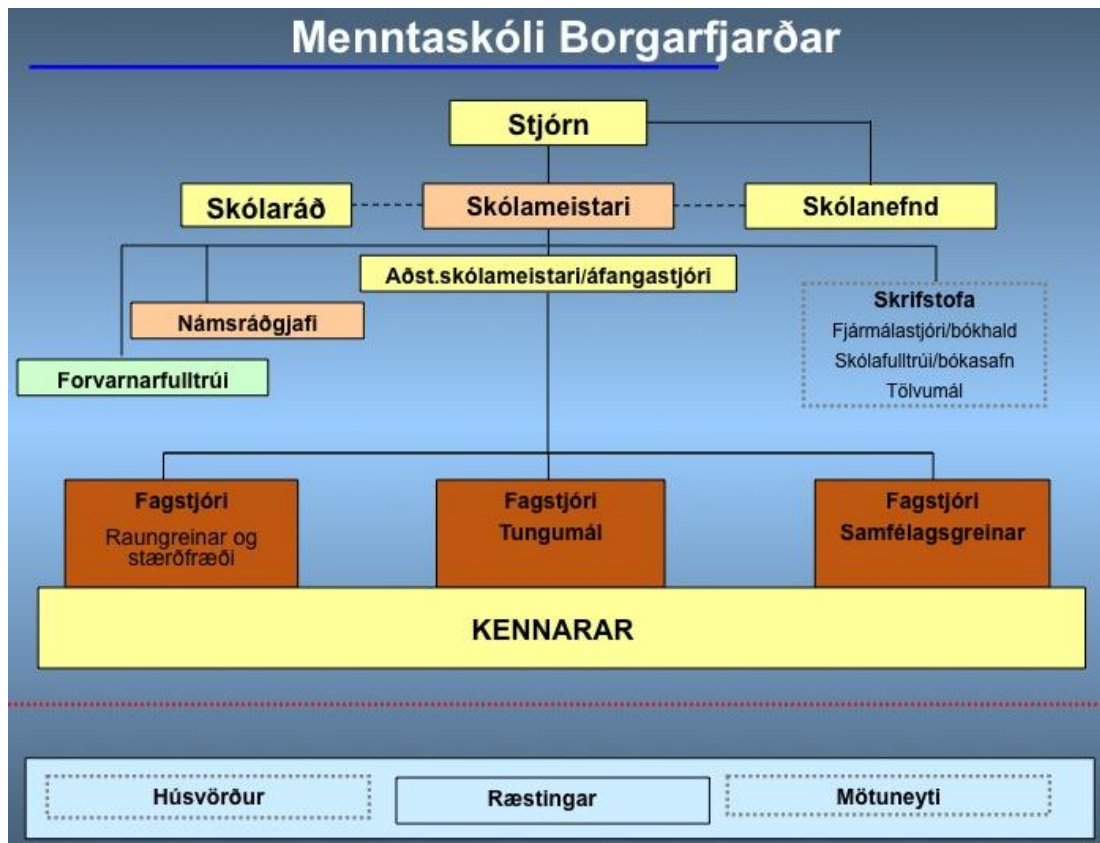 Menntaskóli Borgarfjarðar
Stjórn
Skólaráð
Skólameistari
Skólanefnd
Aðst.skólameistari/áfangastjóri
Námsráðgjafi
Forvarnarfulltrúi
Skrifstofa
Fjármálastjóri/bókhald
Skólafulltrúi/bókasafn
Tölvumál
Fagstjóri
Raungreinar og
stærðfræði
Fagstjóri
Tungumál
Fagstjóri
Samfélagsgreinar
KENNARAR
Húsvörður
Ræstingar
Mötuneyti